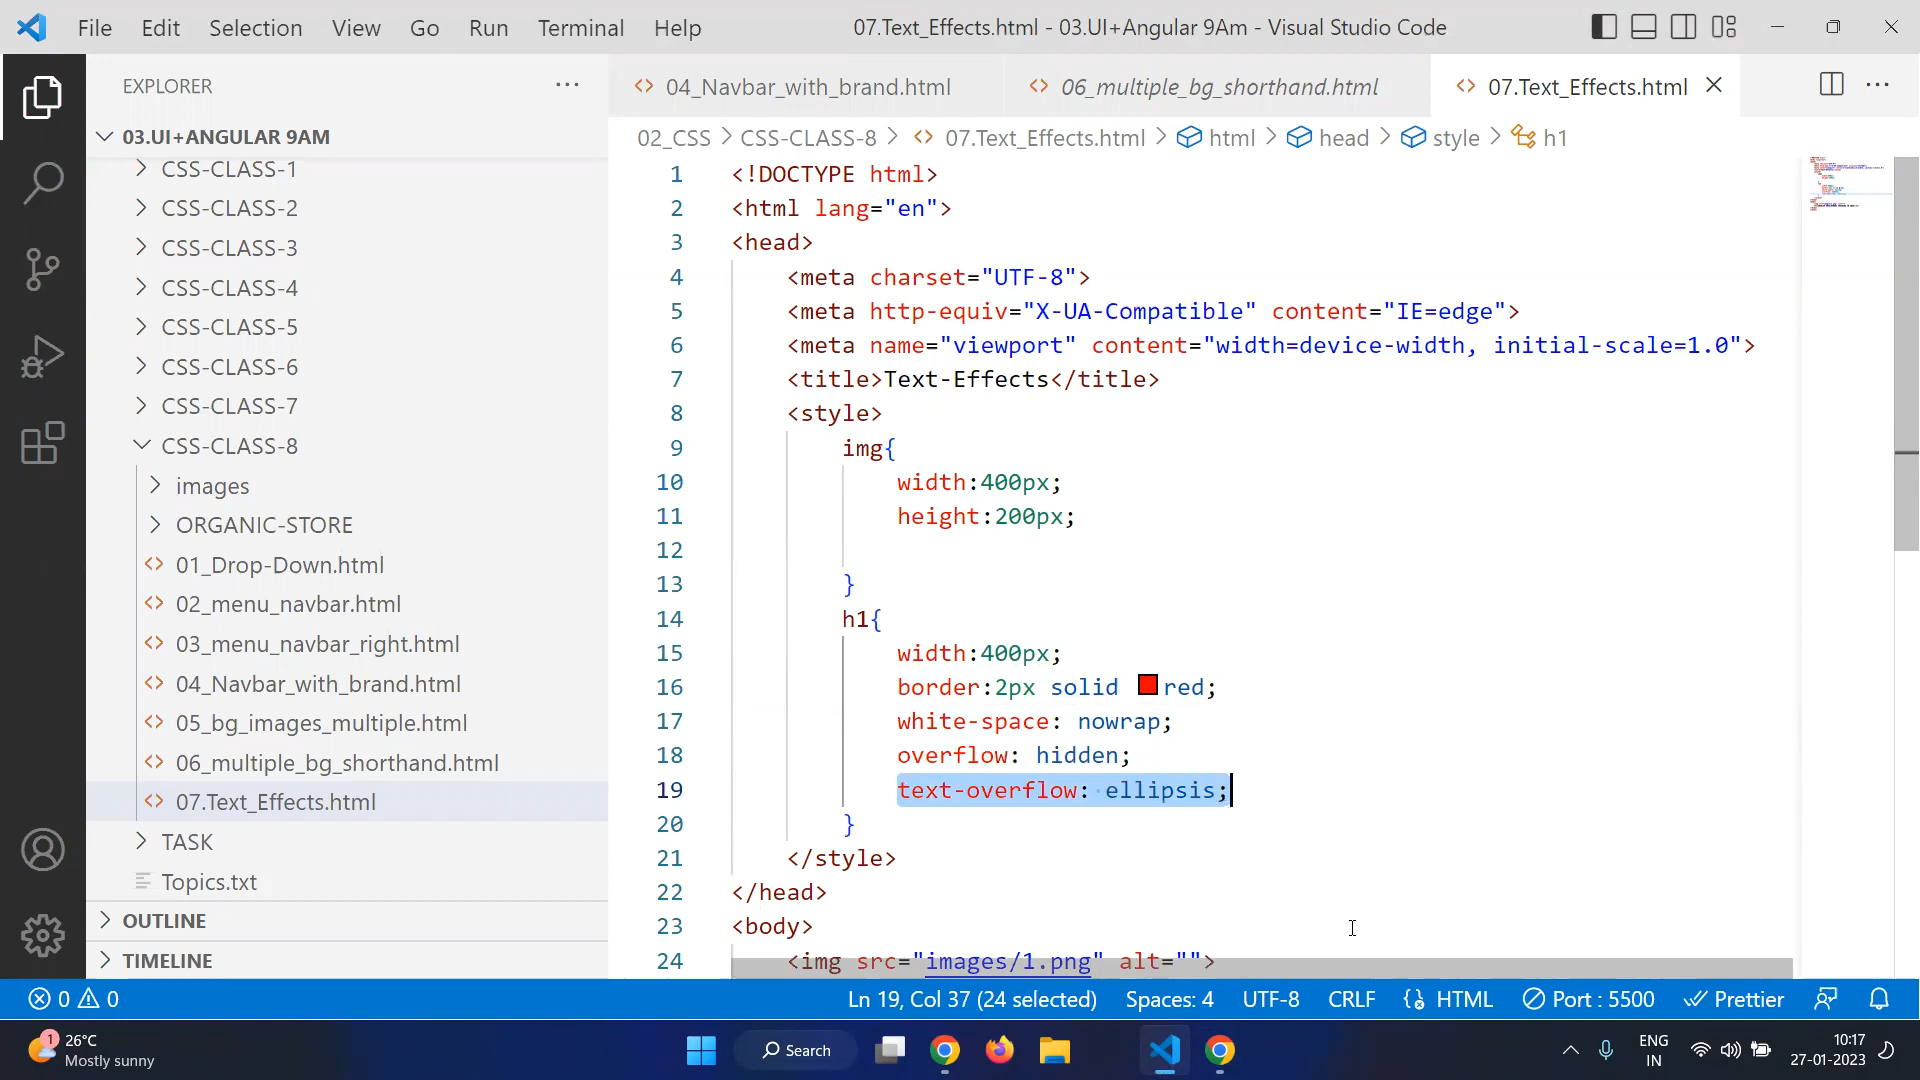 File Edit Selection View Go Run Terminal Help 07.Text_Effects.html - 03.UI+Angular 9Am - Visual Studio Code
EXPLORER
03.UI+ANGULAR 9AM
CSS-CLASS-1
CSS-CLASS-2
CSS-CLASS-3
CSS-CLASS-4
CSS-CLASS-5
CSS-CLASS-6
CSS-CLASS-7
CSS-CLASS-8
images
ORGANIC-STORE
01_Drop-Down.html
02_menu_navbar.html
03_menu_navbar_right.html
04_Navbar_with_brand.html
05_bg_images_multiple.html
06_multiple_bg_shorthand.html
07.Text_Effects.html
TASK
Topics.txt
OUTLINE
TIMELINE
04_Navbar_with_brand.html 06_multiple_bg_shorthand.html 07.Text_Effects.html
02_CSS > CSS-CLASS-8 > 07.Text_Effects.html > html > head > style > h1
1 <!DOCTYPE html>
2 <html lang="en">
3 <head>
4 <meta charset="UTF-8">
5 <meta http-equiv="X-UA-Compatible" content="IE=edge">
6 <meta name="viewport" content="width=device-width, initial-scale=1.0">
7 <title>Text-Effects</title>
8 <style>
9 img{
10 width:400px;
11 height:200px;
12
13 }
14 h1{
15 width:400px;
16 border:2px solid red;
17 white-space: nowrap;
18 overflow: hidden;
19 text-overflow: ellipsis;
20 }
21 </style>
22 </head>
23 <body>
24 <img src="images/1.png" alt="">
0 0 Ln 19, Col 37 (24 selected) Spaces: 4 UTF-8 CRLF HTML Port : 5500 Prettier
1 26°C
Mostly sunny
Search
ENG
IN
10:17
27-01-2023